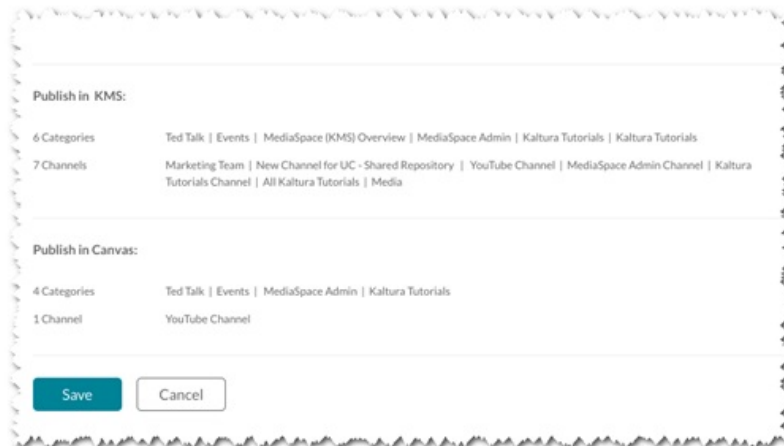 Publish in KMS:
6 Categories Ted Talk | Events | MediaSpace (KMS) Overview | MediaSpace Admin | Kaltura Tutorials | Kaltura Tutorials
7 Channels Marketing Team | New Channel for UC - Shared Repository | YouTube Channel | MediaSpace Admin Channel | Kaltura
Tutorials Channel | All Kaltura Tutorials | Media
Publish in Canvas:
4 Categories Ted Talk | Events | MediaSpace Admin | Kaltura Tutorials
1 Channel YouTube Channel
Save Cancel